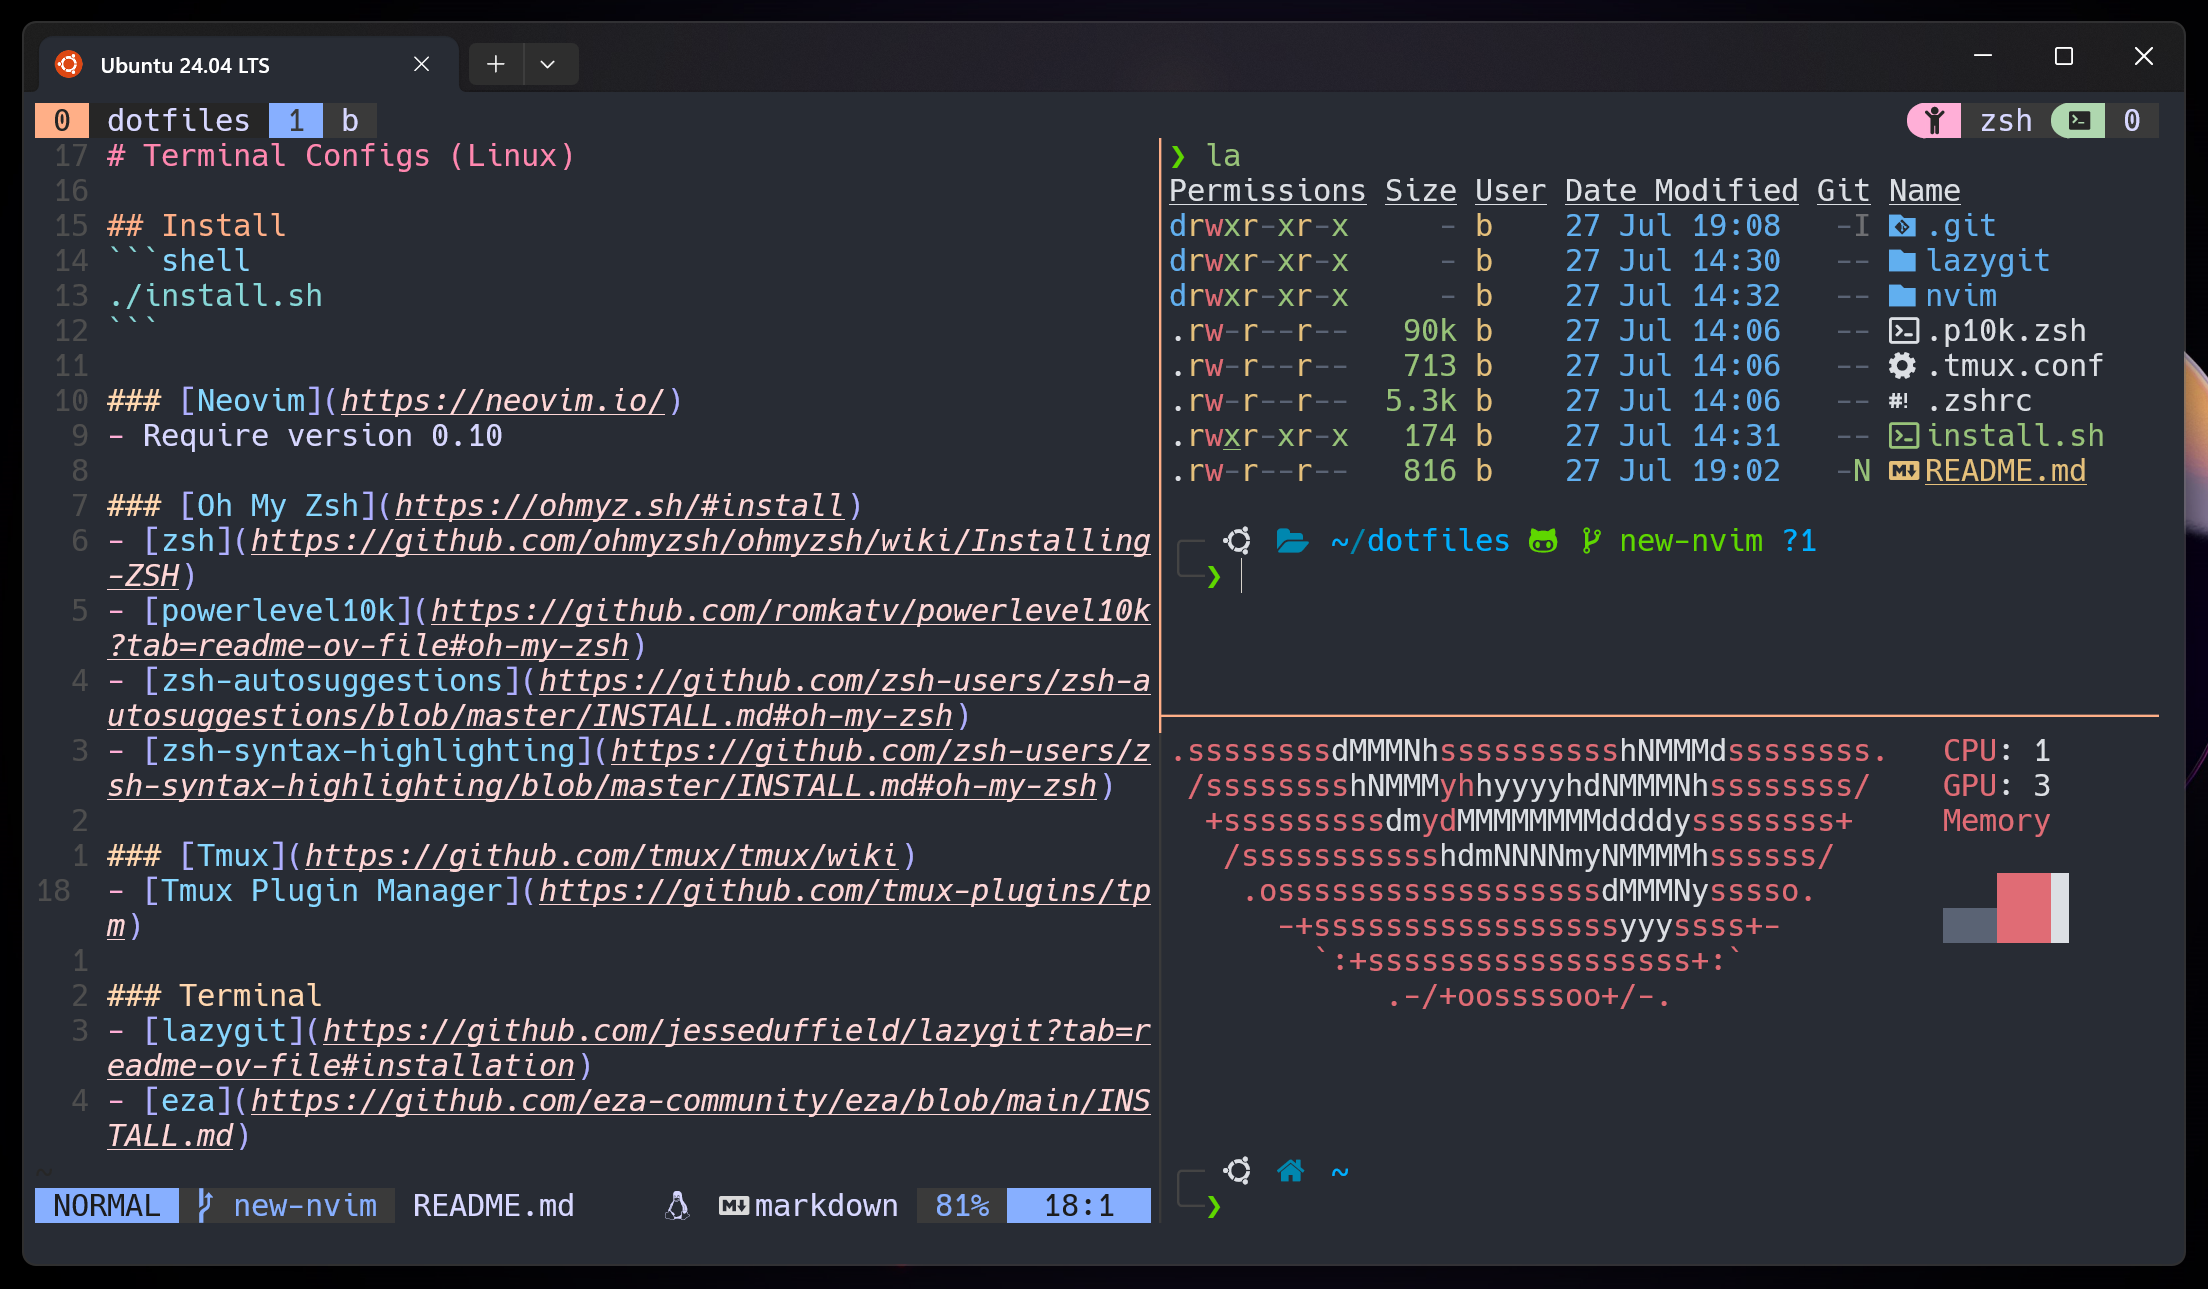 Ubuntu 24.04 LTS
0 dotfiles 1 b
zsh 0
17 # Terminal Configs (Linux)
16
15 ## Install
14 ```shell
13 ./install.sh
12 ```
11
10 ### [Neovim](https://neovim.io/)
9 - Require version 0.10
8
7 ### [Oh My Zsh](https://ohmyz.sh/#install)
6 - [zsh](https://github.com/ohmyzsh/ohmyzsh/wiki/Installing
-ZSH)
5 - [powerlevel10k](https://github.com/romkatv/powerlevel10k
?tab=readme-ov-file#oh-my-zsh)
4 - [zsh-autosuggestions](https://github.com/zsh-users/zsh-a
utosuggestions/blob/master/INSTALL.md#oh-my-zsh)
3 - [zsh-syntax-highlighting](https://github.com/zsh-users/z
sh-syntax-highlighting/blob/master/INSTALL.md#oh-my-zsh)
2
1 ### [Tmux](https://github.com/tmux/tmux/wiki)
18 - [Tmux Plugin Manager](https://github.com/tmux-plugins/tp
m)
1
2 ### Terminal
3 - [lazygit](https://github.com/jesseduffield/lazygit?tab=r
eadme-ov-file#installation)
4 - [eza](https://github.com/eza-community/eza/blob/main/INS
TALL.md)
~
NORMAL new-nvim README.md markdown 81% 18:1
❯ la
Permissions Size User Date Modified Git Name
drwxr-xr-x - b 27 Jul 19:08 -I .git
drwxr-xr-x - b 27 Jul 14:30 -- lazygit
drwxr-xr-x - b 27 Jul 14:32 -- nvim
.rw-r--r-- 90k b 27 Jul 14:06 -- .p10k.zsh
.rw-r--r-- 713 b 27 Jul 14:06 -- .tmux.conf
.rw-r--r-- 5.3k b 27 Jul 14:06 -- #! .zshrc
.rwxr-xr-x 174 b 27 Jul 14:31 -- install.sh
.rw-r--r-- 816 b 27 Jul 19:02 -N README.md
~/dotfiles new-nvim ?1
❯
.ssssssssdMMMNhsssssssssshNMMMdssssssss. CPU: 1
/sssssssshNMMMyhhyyyyhdNMMMNhssssssss/ GPU: 3
+sssssssssdmydMMMMMMMMddddyssssssss+ Memory
/ssssssssssshdmNNNNmyNMMMMhssssss/
.ossssssssssssssssssdMMMNysssso.
-+sssssssssssssssssyyyssss+-
`:+ssssssssssssssssss+:`
.-/+oossssoo+/-.
~
❯